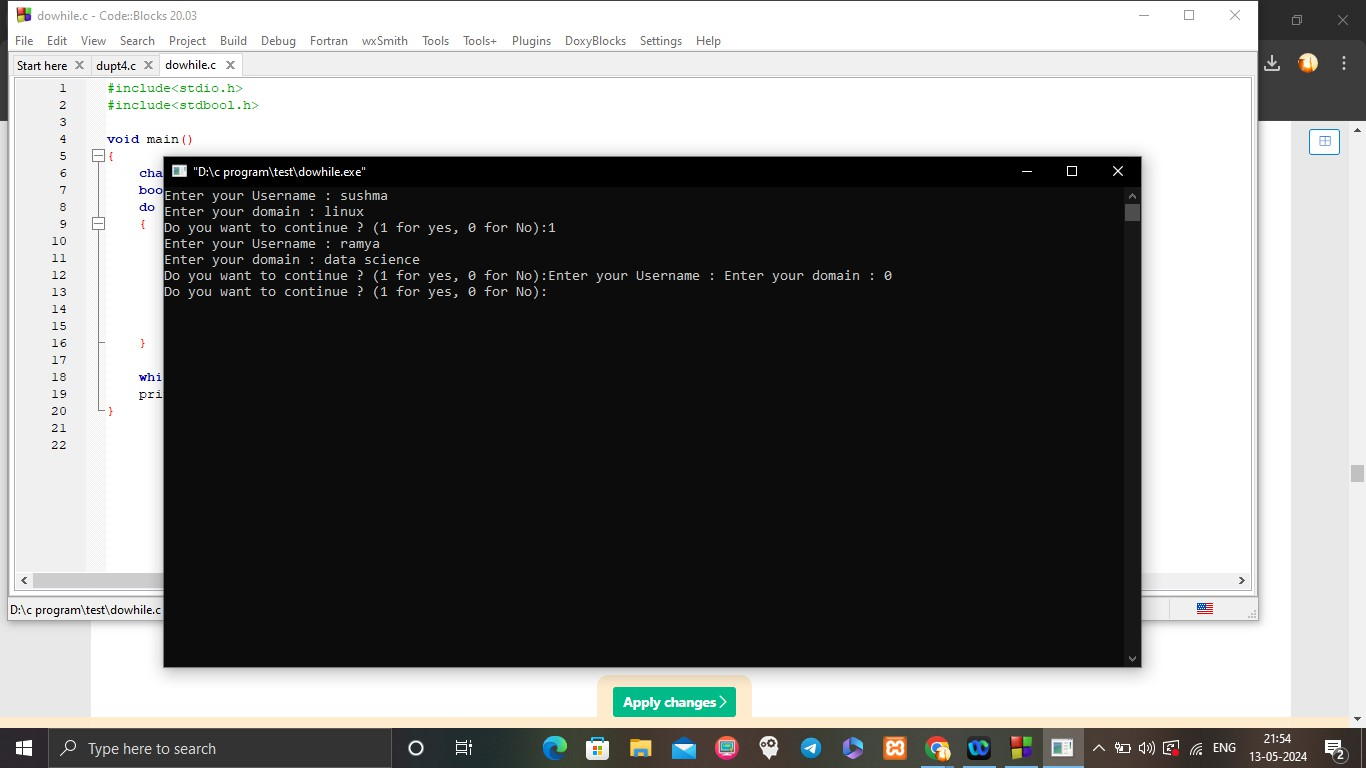 dowhile.c - Code::Blocks 20.03
File Edit View Search Project Build Debug Fortran wxSmith Tools Tools+ Plugins DoxyBlocks Settings Help
Start here dupt4.c dowhile.c
1 #include<stdio.h>
2 #include<stdbool.h>
3
4 void main()
5 {
6 cha
7 boo
8 do
9 {
10
11
12
13
14
15
16 }
17
18 whi
19 pri
20 }
21
22
"D:\c program\test\dowhile.exe"
Enter your Username : sushma
Enter your domain : linux
Do you want to continue ? (1 for yes, 0 for No):1
Enter your Username : ramya
Enter your domain : data science
Do you want to continue ? (1 for yes, 0 for No):Enter your Username : Enter your domain : 0
Do you want to continue ? (1 for yes, 0 for No):
D:\c program\test\dowhile.c
Apply changes
Type here to search
ENG
21:54
13-05-2024
2